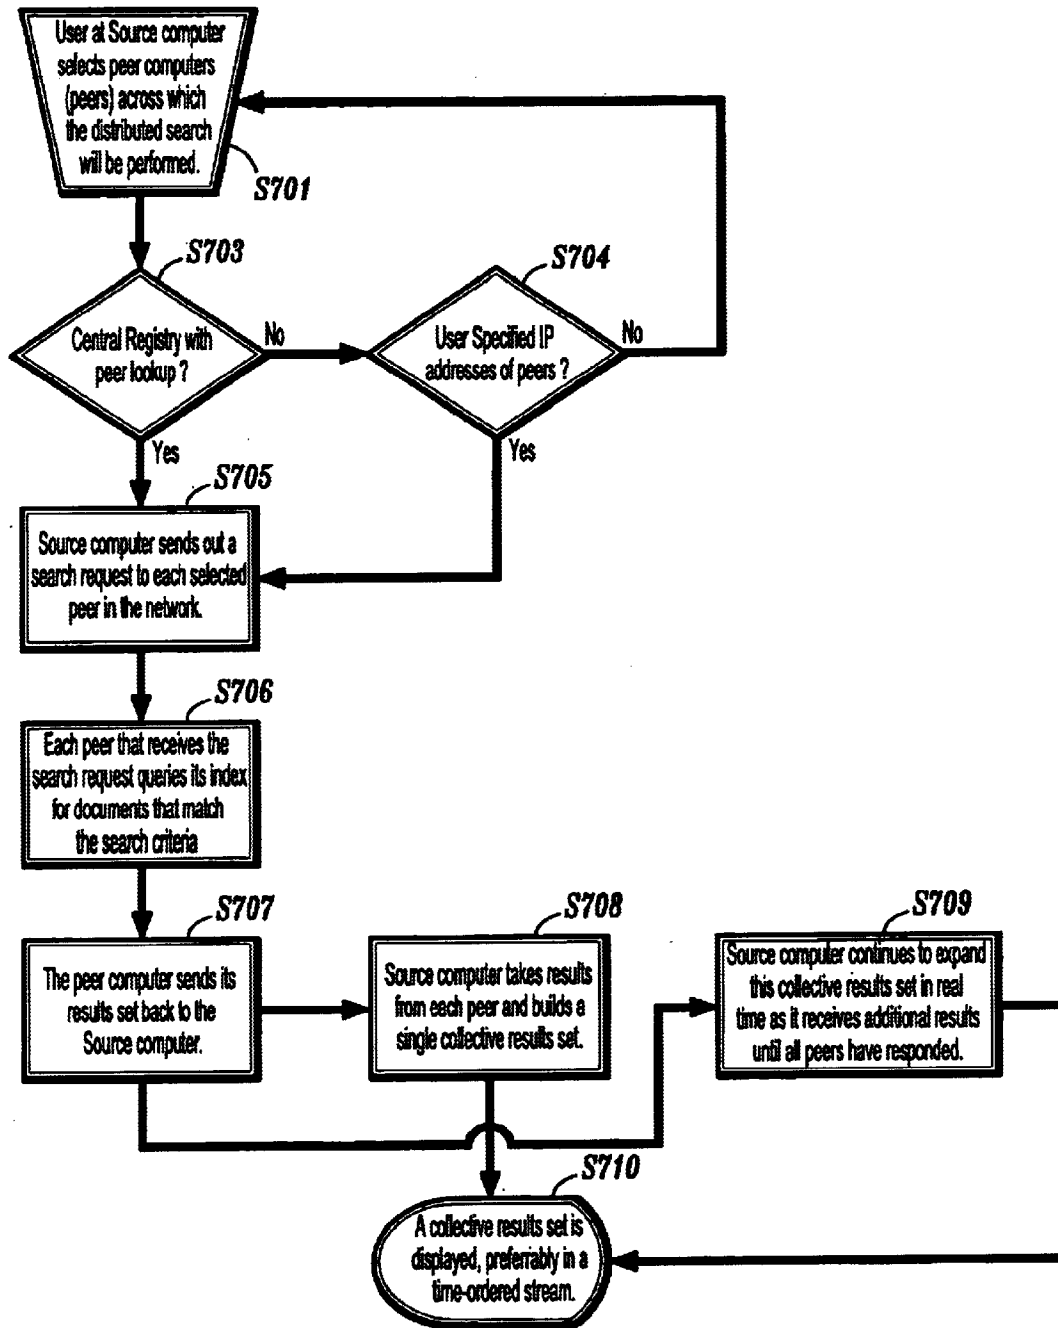 User at Source computer
selects peer computers
(peers) across which
the distributed search
will be performed.
S701
S703
Central Registry with
peer lookup ?
No
Yes
S704
User Specified IP
addresses of peers ?
No
Yes
S705
Source computer sends out a
search request to each selected
peer in the network.
S706
Each peer that receives the
search request queries its index
for documents that match
the search criteria
S707
The peer computer sends its
results set back to the
Source computer.
S708
Source computer takes results
from each peer and builds a
single collective results set.
S709
Source computer continues to expand
this collective results set in real
time as it receives additional results
until all peers have responded.
S710
A collective results set is
displayed, preferrably in a
time-ordered stream.